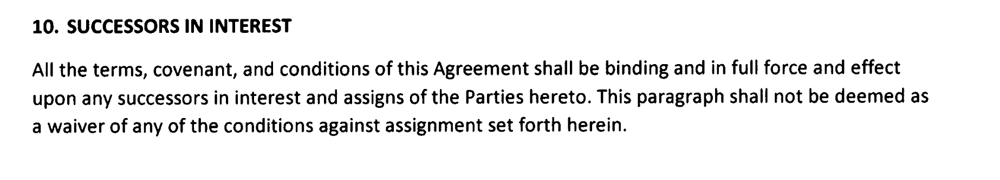 10. SUCCESSORS IN INTEREST
All the terms, covenant, and conditions of this Agreement shall be binding and in full force and effect
upon any successors in interest and assigns of the Parties hereto. This paragraph shall not be deemed as
a waiver of any of the conditions against assignment set forth herein.